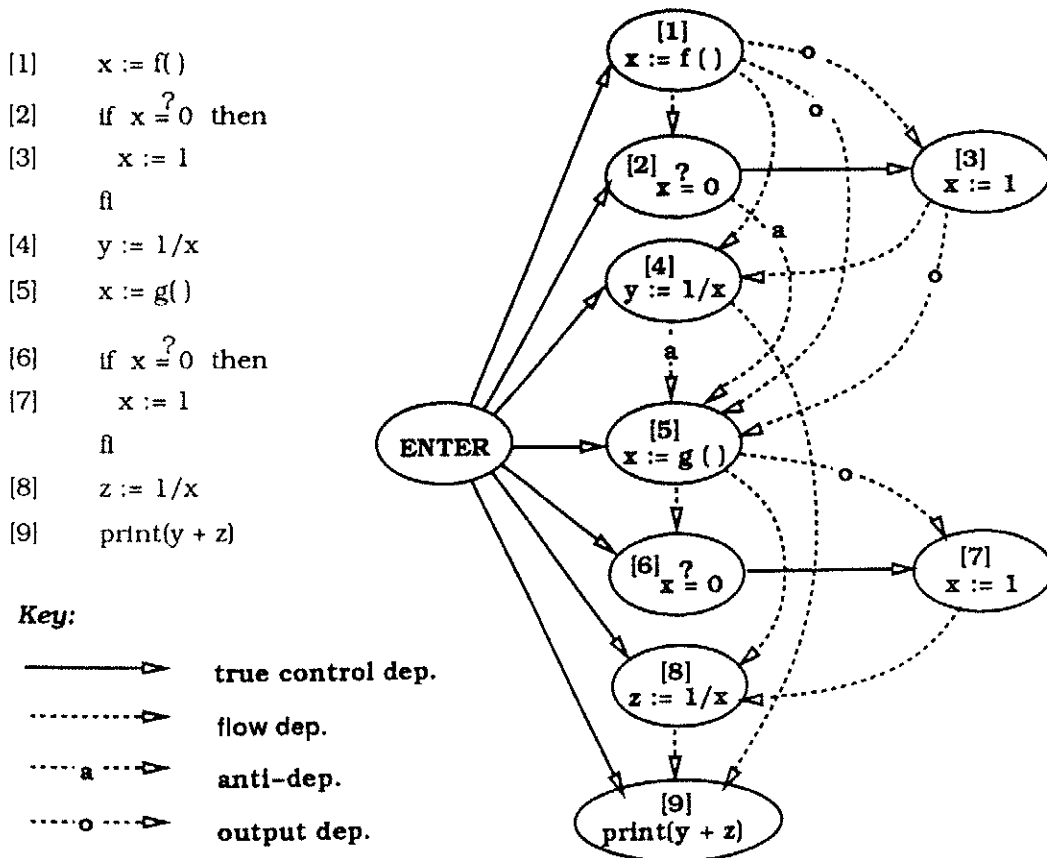 [1] x := f()
[2] if x ≟ 0 then
[3] x := 1
fi
[4] y := 1/x
[5] x := g()
[6] if x ≟ 0 then
[7] x := 1
fi
[8] z := 1/x
[9] print(y + z)
Key:
true control dep.
flow dep.
a anti-dep.
o output dep.
ENTER
[1]
x := f ()
o
o
[2] x ≟ 0
[3]
x := 1
a
[4]
y := 1/x
o
a
[5]
x := g ()
o
[6] x ≟ 0
[7]
x := 1
[8]
z := 1/x
[9]
print(y + z)